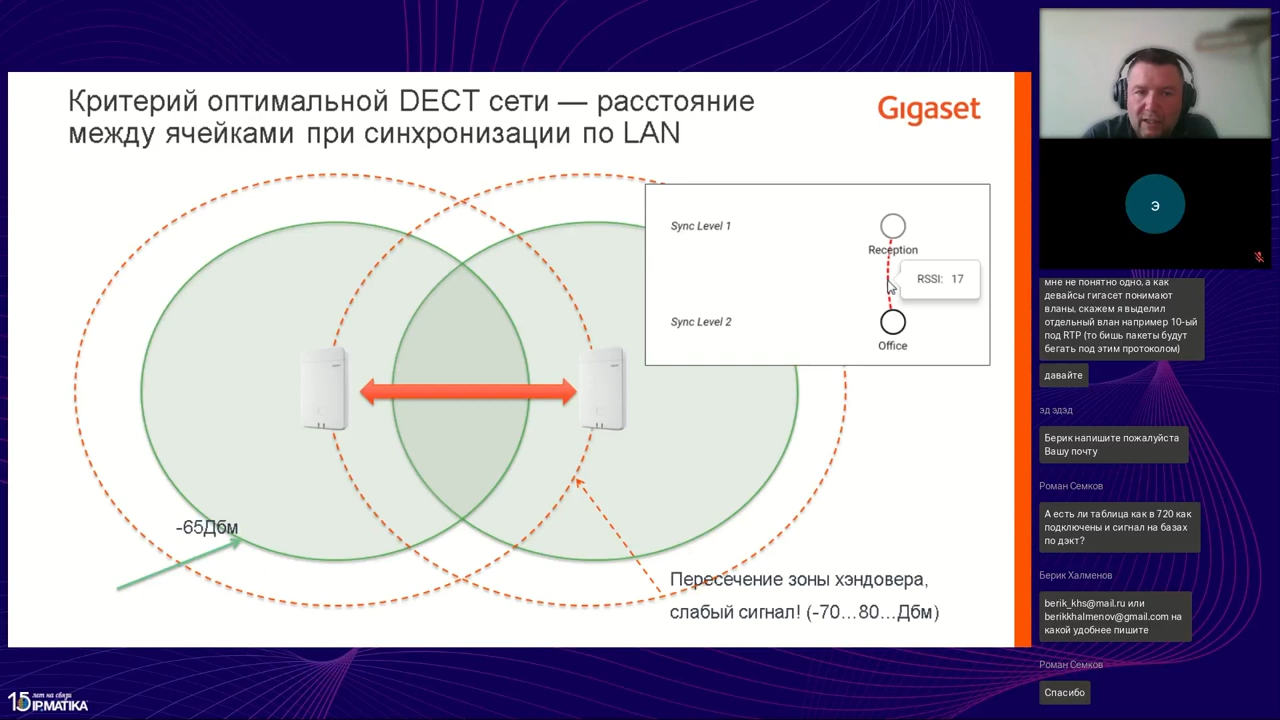 Критерий оптимальной DECT сети — расстояние
между ячейками при синхронизации по LAN
Gigaset
Sync Level 1
Reception
RSSI: 17
Sync Level 2
Office
-65Дбм
Пересечение зоны хэндовера,
слабый сигнал! (-70...80...Дбм)
15 лет на связи
IPMATIKA
э
мне не понятно одно, а как
девайсы гигасет понимают
вланы, скажем я выделил
отдельный влан например 10-ый
под RTP (то бишь пакеты будут
бегать под этим протоколом)
давайте
эд эдэд
Берик напишите пожалуйста
Вашу почту
Роман Семков
А есть ли таблица как в 720 как
подключены и сигнал на базах
по дэкт?
Берик Халменов
berik_khs@mail.ru или
berikkhalmenov@gmail.com на
какой удобнее пишите
Роман Семков
Спасибо